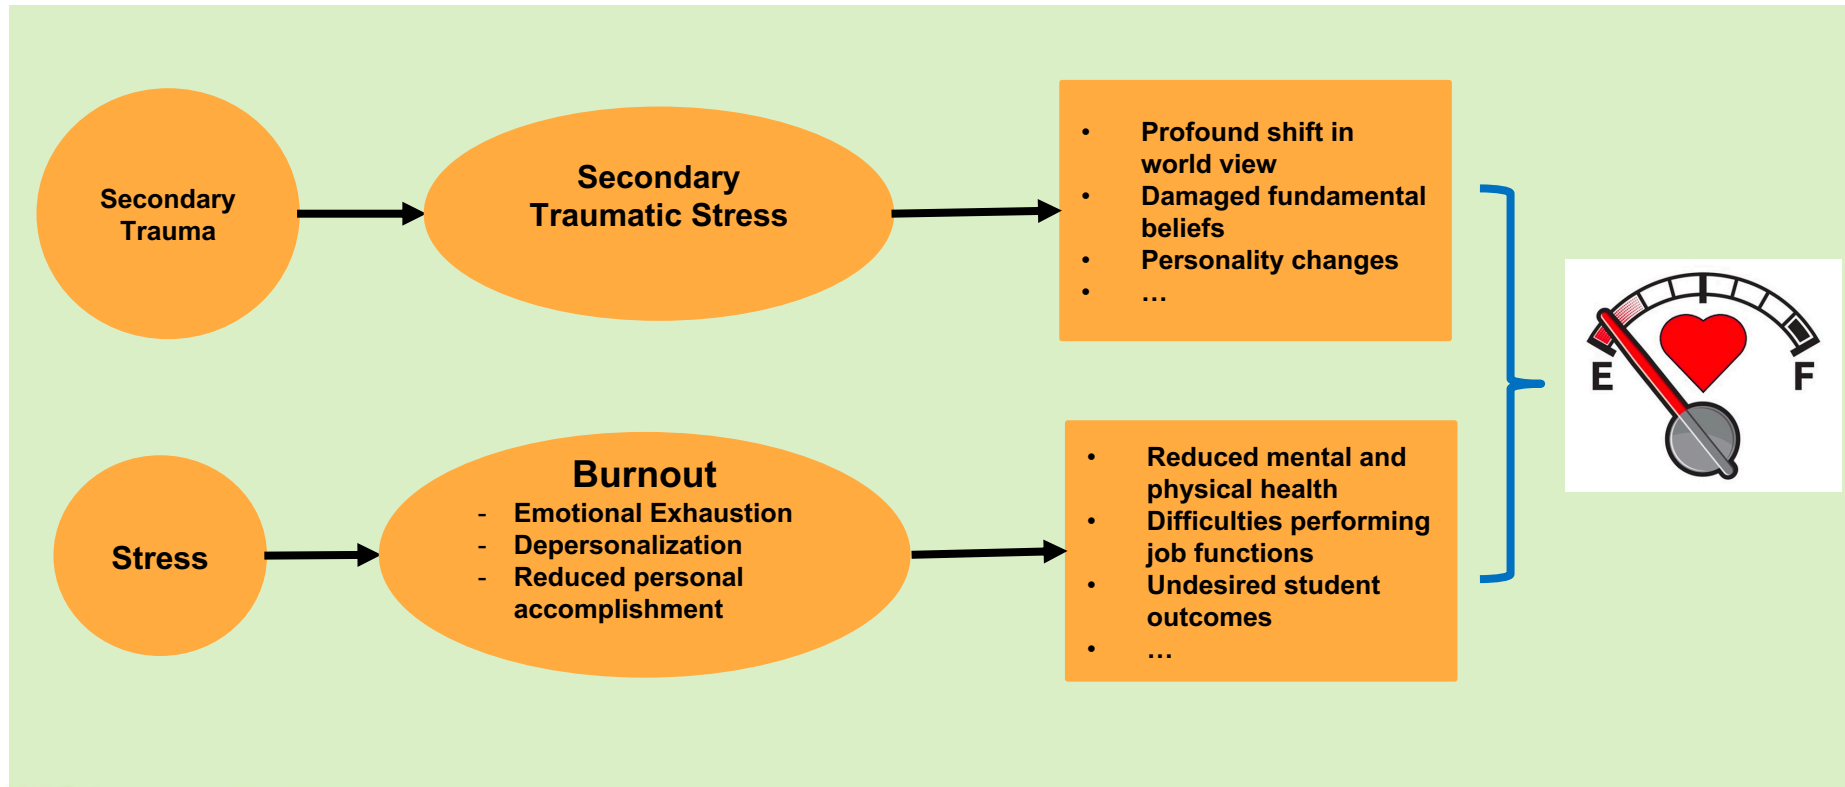 Secondary
Trauma
Secondary
Traumatic Stress
• Profound shift in
world view
• Damaged fundamental
beliefs
• Personality changes
• …
Stress
Burnout
- Emotional Exhaustion
- Depersonalization
- Reduced personal
accomplishment
• Reduced mental and
physical health
• Difficulties performing
job functions
• Undesired student
outcomes
• …
E F